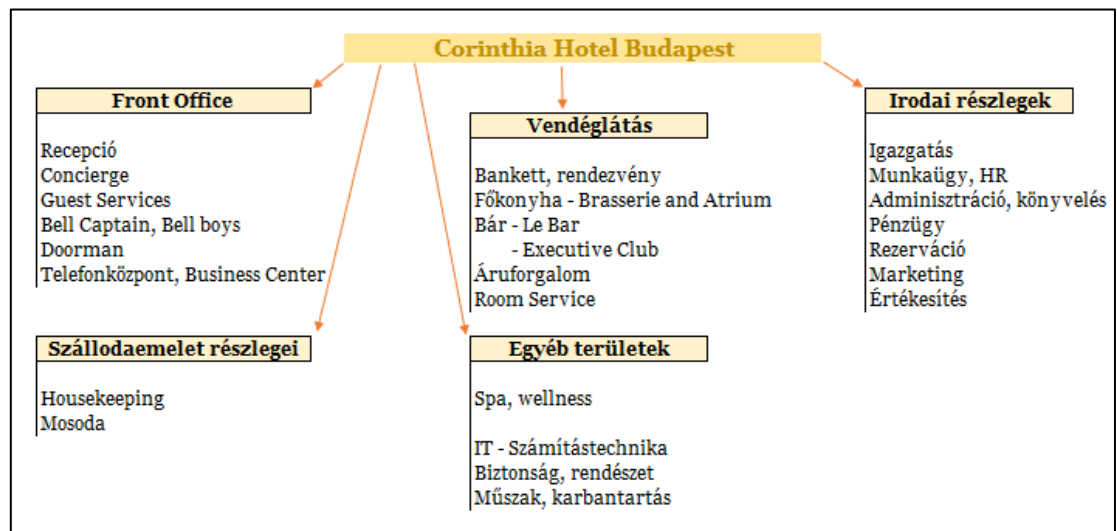 Corinthia Hotel Budapest
Front Office
Recepció
Concierge
Guest Services
Bell Captain, Bell boys
Doorman
Telefonközpont, Business Center
Vendéglátás
Bankett, rendezvény
Főkonyha - Brasserie and Atrium
Bár - Le Bar
- Executive Club
Áruforgalom
Room Service
Irodai részlegek
Igazgatás
Munkaügy, HR
Adminisztráció, könyvelés
Pénzügy
Rezerváció
Marketing
Értékesítés
Szállodaemelet részlegei
Housekeeping
Mosoda
Egyéb területek
Spa, wellness
IT - Számítástechnika
Biztonság, rendészet
Műszak, karbantartás